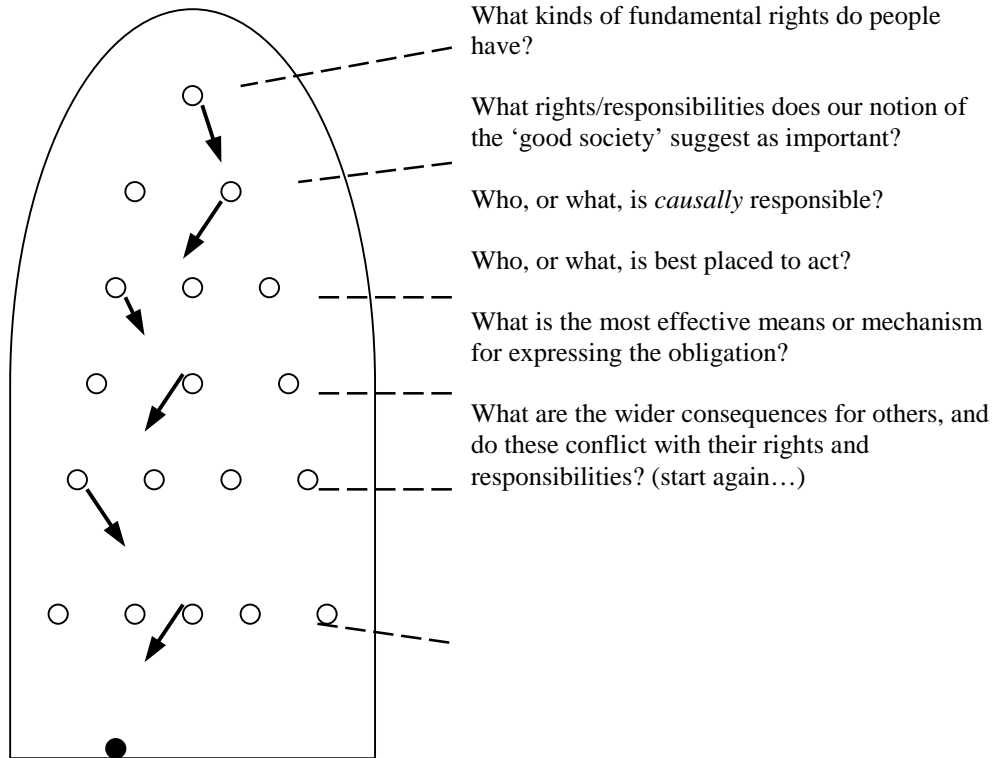 What kinds of fundamental rights do people
have?
What rights/responsibilities does our notion of
the ‘good society’ suggest as important?
Who, or what, is causally responsible?
Who, or what, is best placed to act?
What is the most effective means or mechanism
for expressing the obligation?
What are the wider consequences for others, and
do these conflict with their rights and
responsibilities? (start again…)